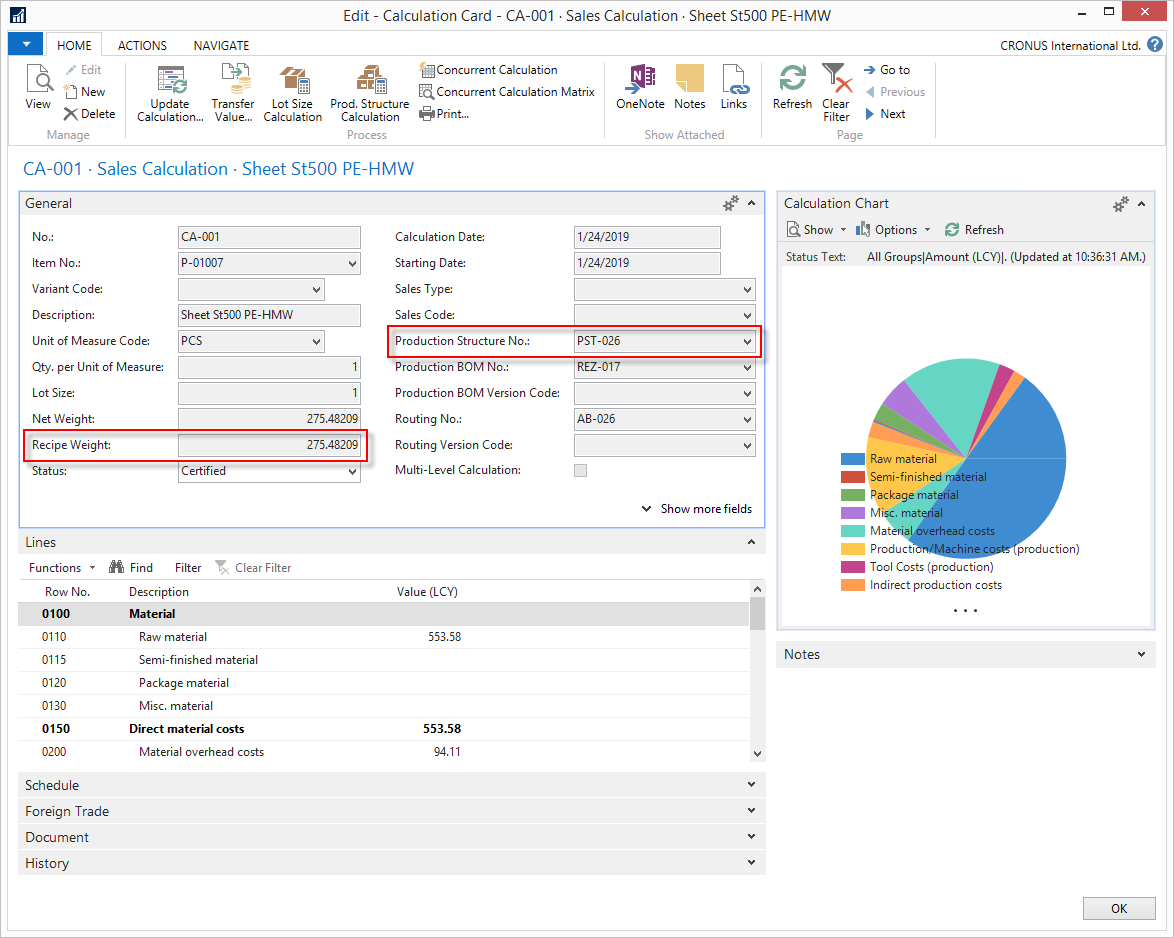 Edit - Calculation Card - CA-001 · Sales Calculation · Sheet St500 PE-HMW
HOME ACTIONS NAVIGATE
CRONUS International Ltd.
View
Edit
New
Delete
Manage
Update Calculation...
Transfer Value...
Lot Size Calculation
Prod. Structure Calculation
Concurrent Calculation
Concurrent Calculation Matrix
Print...
Process
OneNote
Notes
Links
Show Attached
Refresh
Clear Filter
Go to
Previous
Next
Page
CA-001 · Sales Calculation · Sheet St500 PE-HMW
General
No.: CA-001
Item No.: P-01007
Variant Code:
Description: Sheet St500 PE-HMW
Unit of Measure Code: PCS
Qty. per Unit of Measure: 1
Lot Size: 1
Net Weight: 275.48209
Recipe Weight: 275.48209
Status: Certified
Calculation Date: 1/24/2019
Starting Date: 1/24/2019
Sales Type:
Sales Code:
Production Structure No.: PST-026
Production BOM No.: REZ-017
Production BOM Version Code:
Routing No.: AB-026
Routing Version Code:
Multi-Level Calculation:
Show more fields
Lines
Functions Find Filter Clear Filter
Row No. Description Value (LCY)
0100 Material
0110 Raw material 553.58
0115 Semi-finished material
0120 Package material
0130 Misc. material
0150 Direct material costs 553.58
0200 Material overhead costs 94.11
Schedule
Foreign Trade
Document
History
Calculation Chart
Show Options Refresh
Status Text: All Groups|Amount (LCY)|. (Updated at 10:36:31 AM.)
Raw material
Semi-finished material
Package material
Misc. material
Material overhead costs
Production/Machine costs (production)
Tool Costs (production)
Indirect production costs
Notes
OK